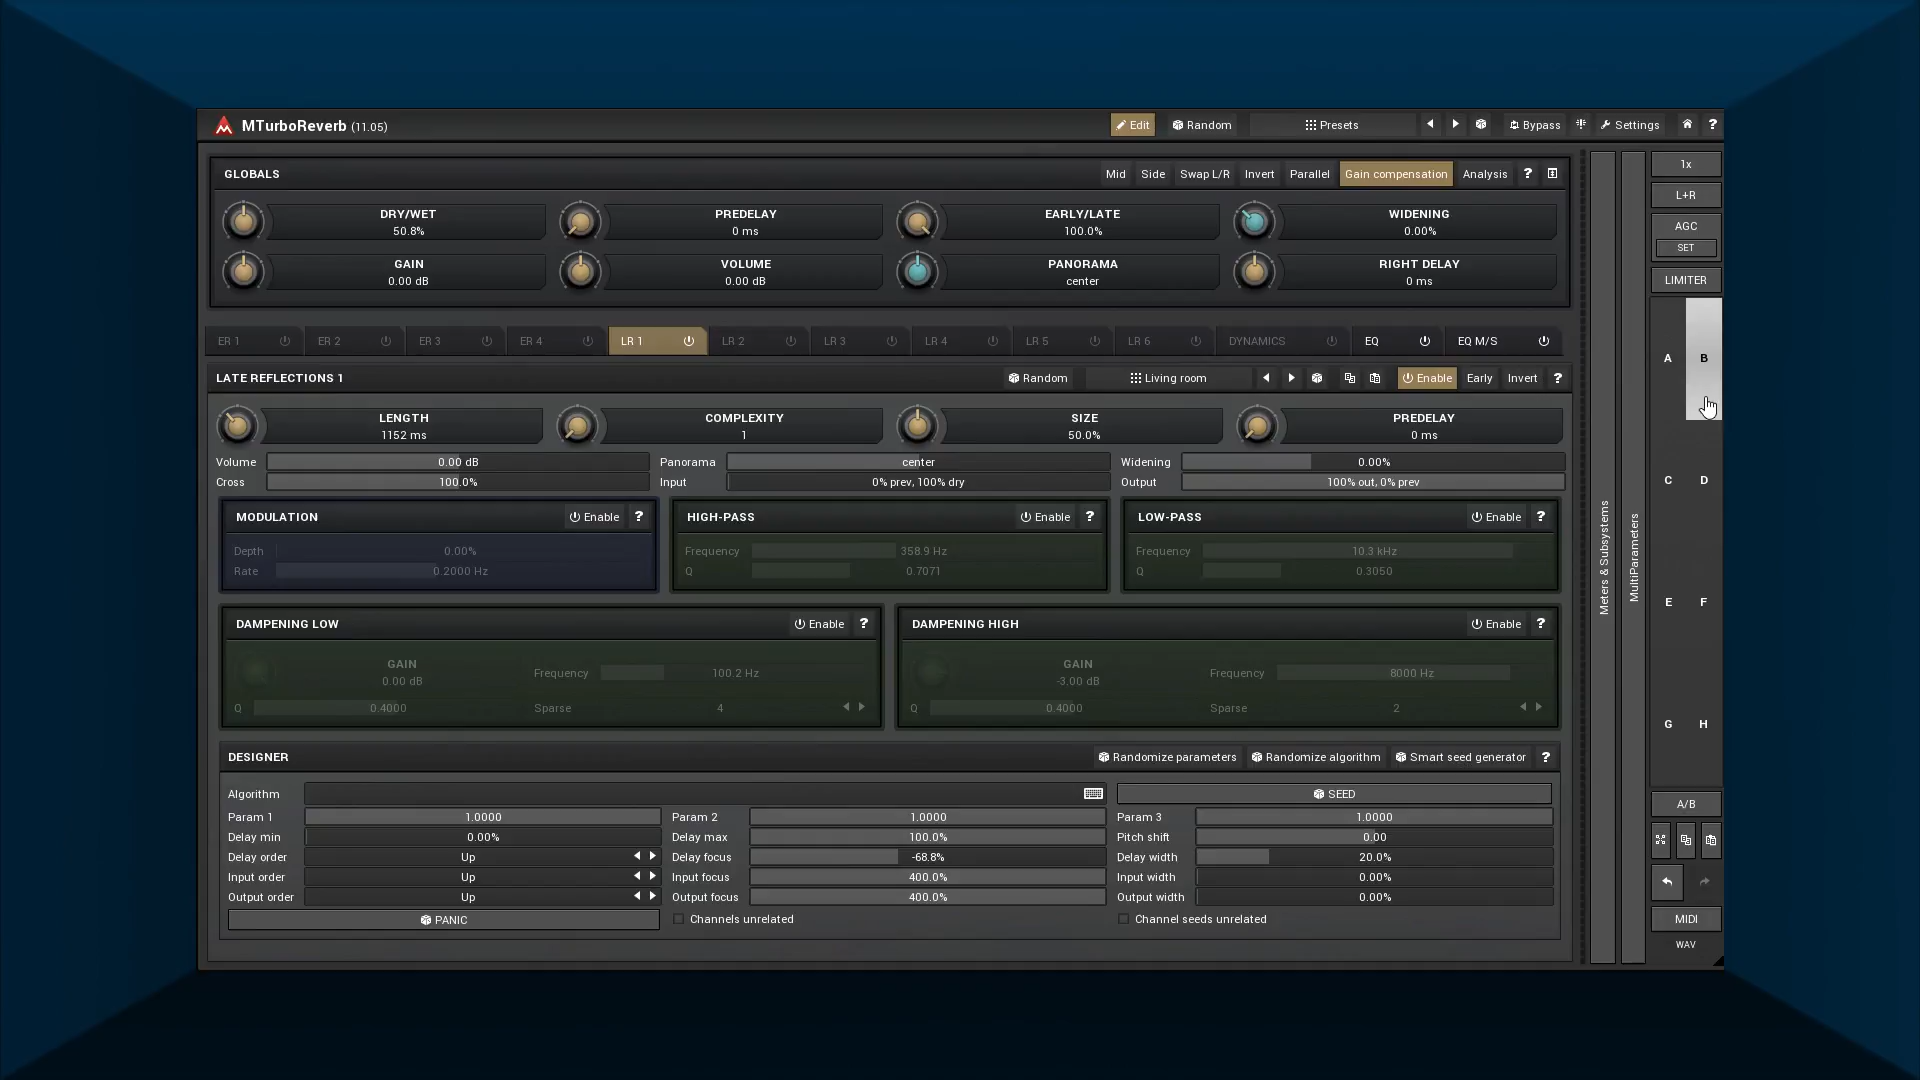 MTurboReverb (11.05)
Edit Random Presets Bypass Settings ?
GLOBALS Mid Side Swap L/R Invert Parallel Gain compensation Analysis ?
DRY/WET PREDELAY EARLY/LATE WIDENING
50.8% 0 ms 100.0% 0.00%
GAIN VOLUME PANORAMA RIGHT DELAY
0.00 dB 0.00 dB center 0 ms
ER 1 ER 2 ER 3 ER 4 LR 1 LR 2 LR 3 LR 4 LR 5 LR 6 DYNAMICS EQ EQ M/S
LATE REFLECTIONS 1 Random Living room Enable Early Invert ?
LENGTH COMPLEXITY SIZE PREDELAY
1152 ms 1 50.0% 0 ms
Volume 0.00 dB Panorama center Widening 0.00%
Cross 100.0% Input 0% prev, 100% dry Output 100% out, 0% prev
MODULATION Enable ? HIGH-PASS Enable ? LOW-PASS Enable ?
Depth 0.00% Frequency 358.9 Hz Frequency 10.3 kHz
Rate 0.2000 Hz Q 0.7071 Q 0.3050
DAMPENING LOW Enable ? DAMPENING HIGH Enable ?
GAIN GAIN
0.00 dB Frequency 100.2 Hz -3.00 dB Frequency 8000 Hz
Q 0.4000 Sparse 4 Q 0.4000 Sparse 2
DESIGNER Randomize parameters Randomize algorithm Smart seed generator ?
Algorithm SEED
Param 1 1.0000 Param 2 1.0000 Param 3 1.0000
Delay min 0.00% Delay max 100.0% Pitch shift 0.00
Delay order Up Delay focus -68.8% Delay width 20.0%
Input order Up Input focus 400.0% Input width 0.00%
Output order Up Output focus 400.0% Output width 0.00%
PANIC Channels unrelated Channel seeds unrelated
Meters & Subsystems
MultiParameters
1x
L+R
AGC
SET
LIMITER
A B
C D
E F
G H
A/B
MIDI
WAV